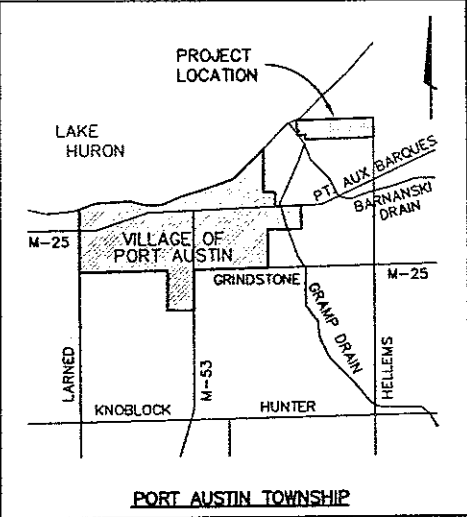 PROJECT
LOCATION
LAKE
HURON
PT. AUX BARQUES
BARNANSKI
DRAIN
M-25
VILLAGE OF
PORT AUSTIN
GRINDSTONE
M-25
GRAMP DRAIN
LARNED
M-53
HELLEMS
KNOBLOCK
HUNTER
PORT AUSTIN TOWNSHIP